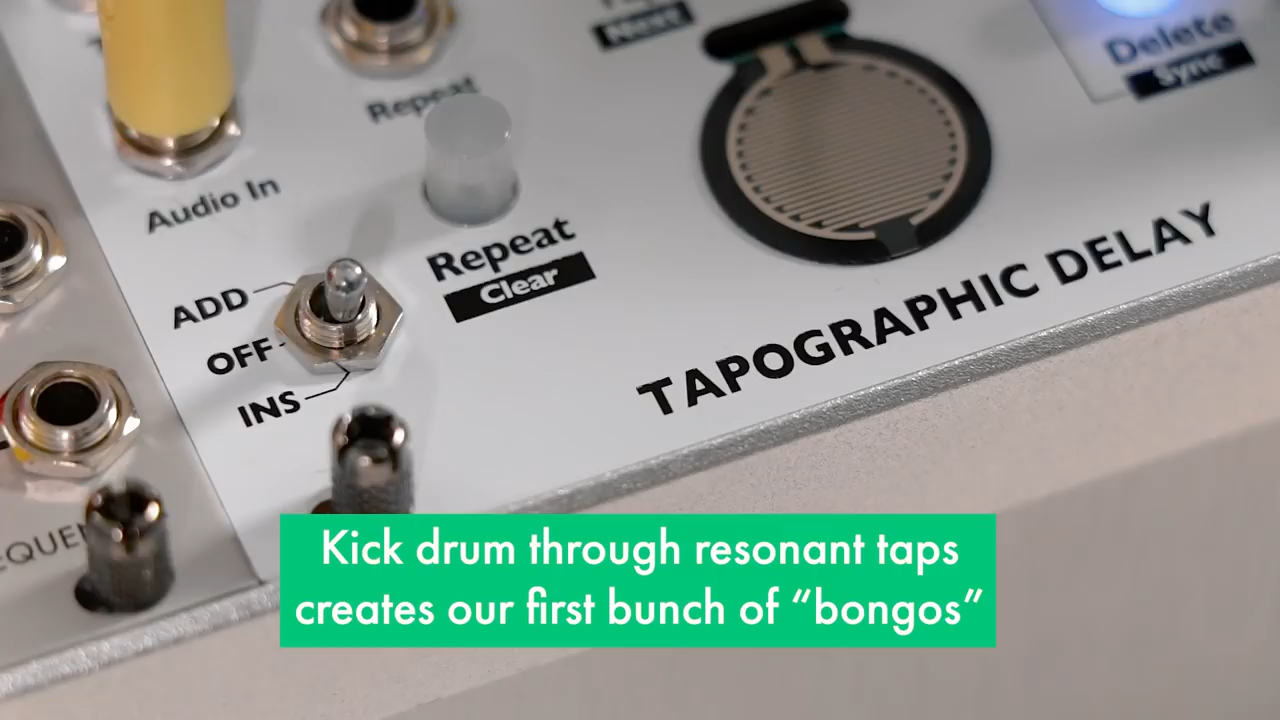 Next
Delete
Sync
Repeat
Audio In
Repeat
Clear
ADD
OFF
INS
TAPOGRAPHIC DELAY
Kick drum through resonant taps
creates our first bunch of “bongos”